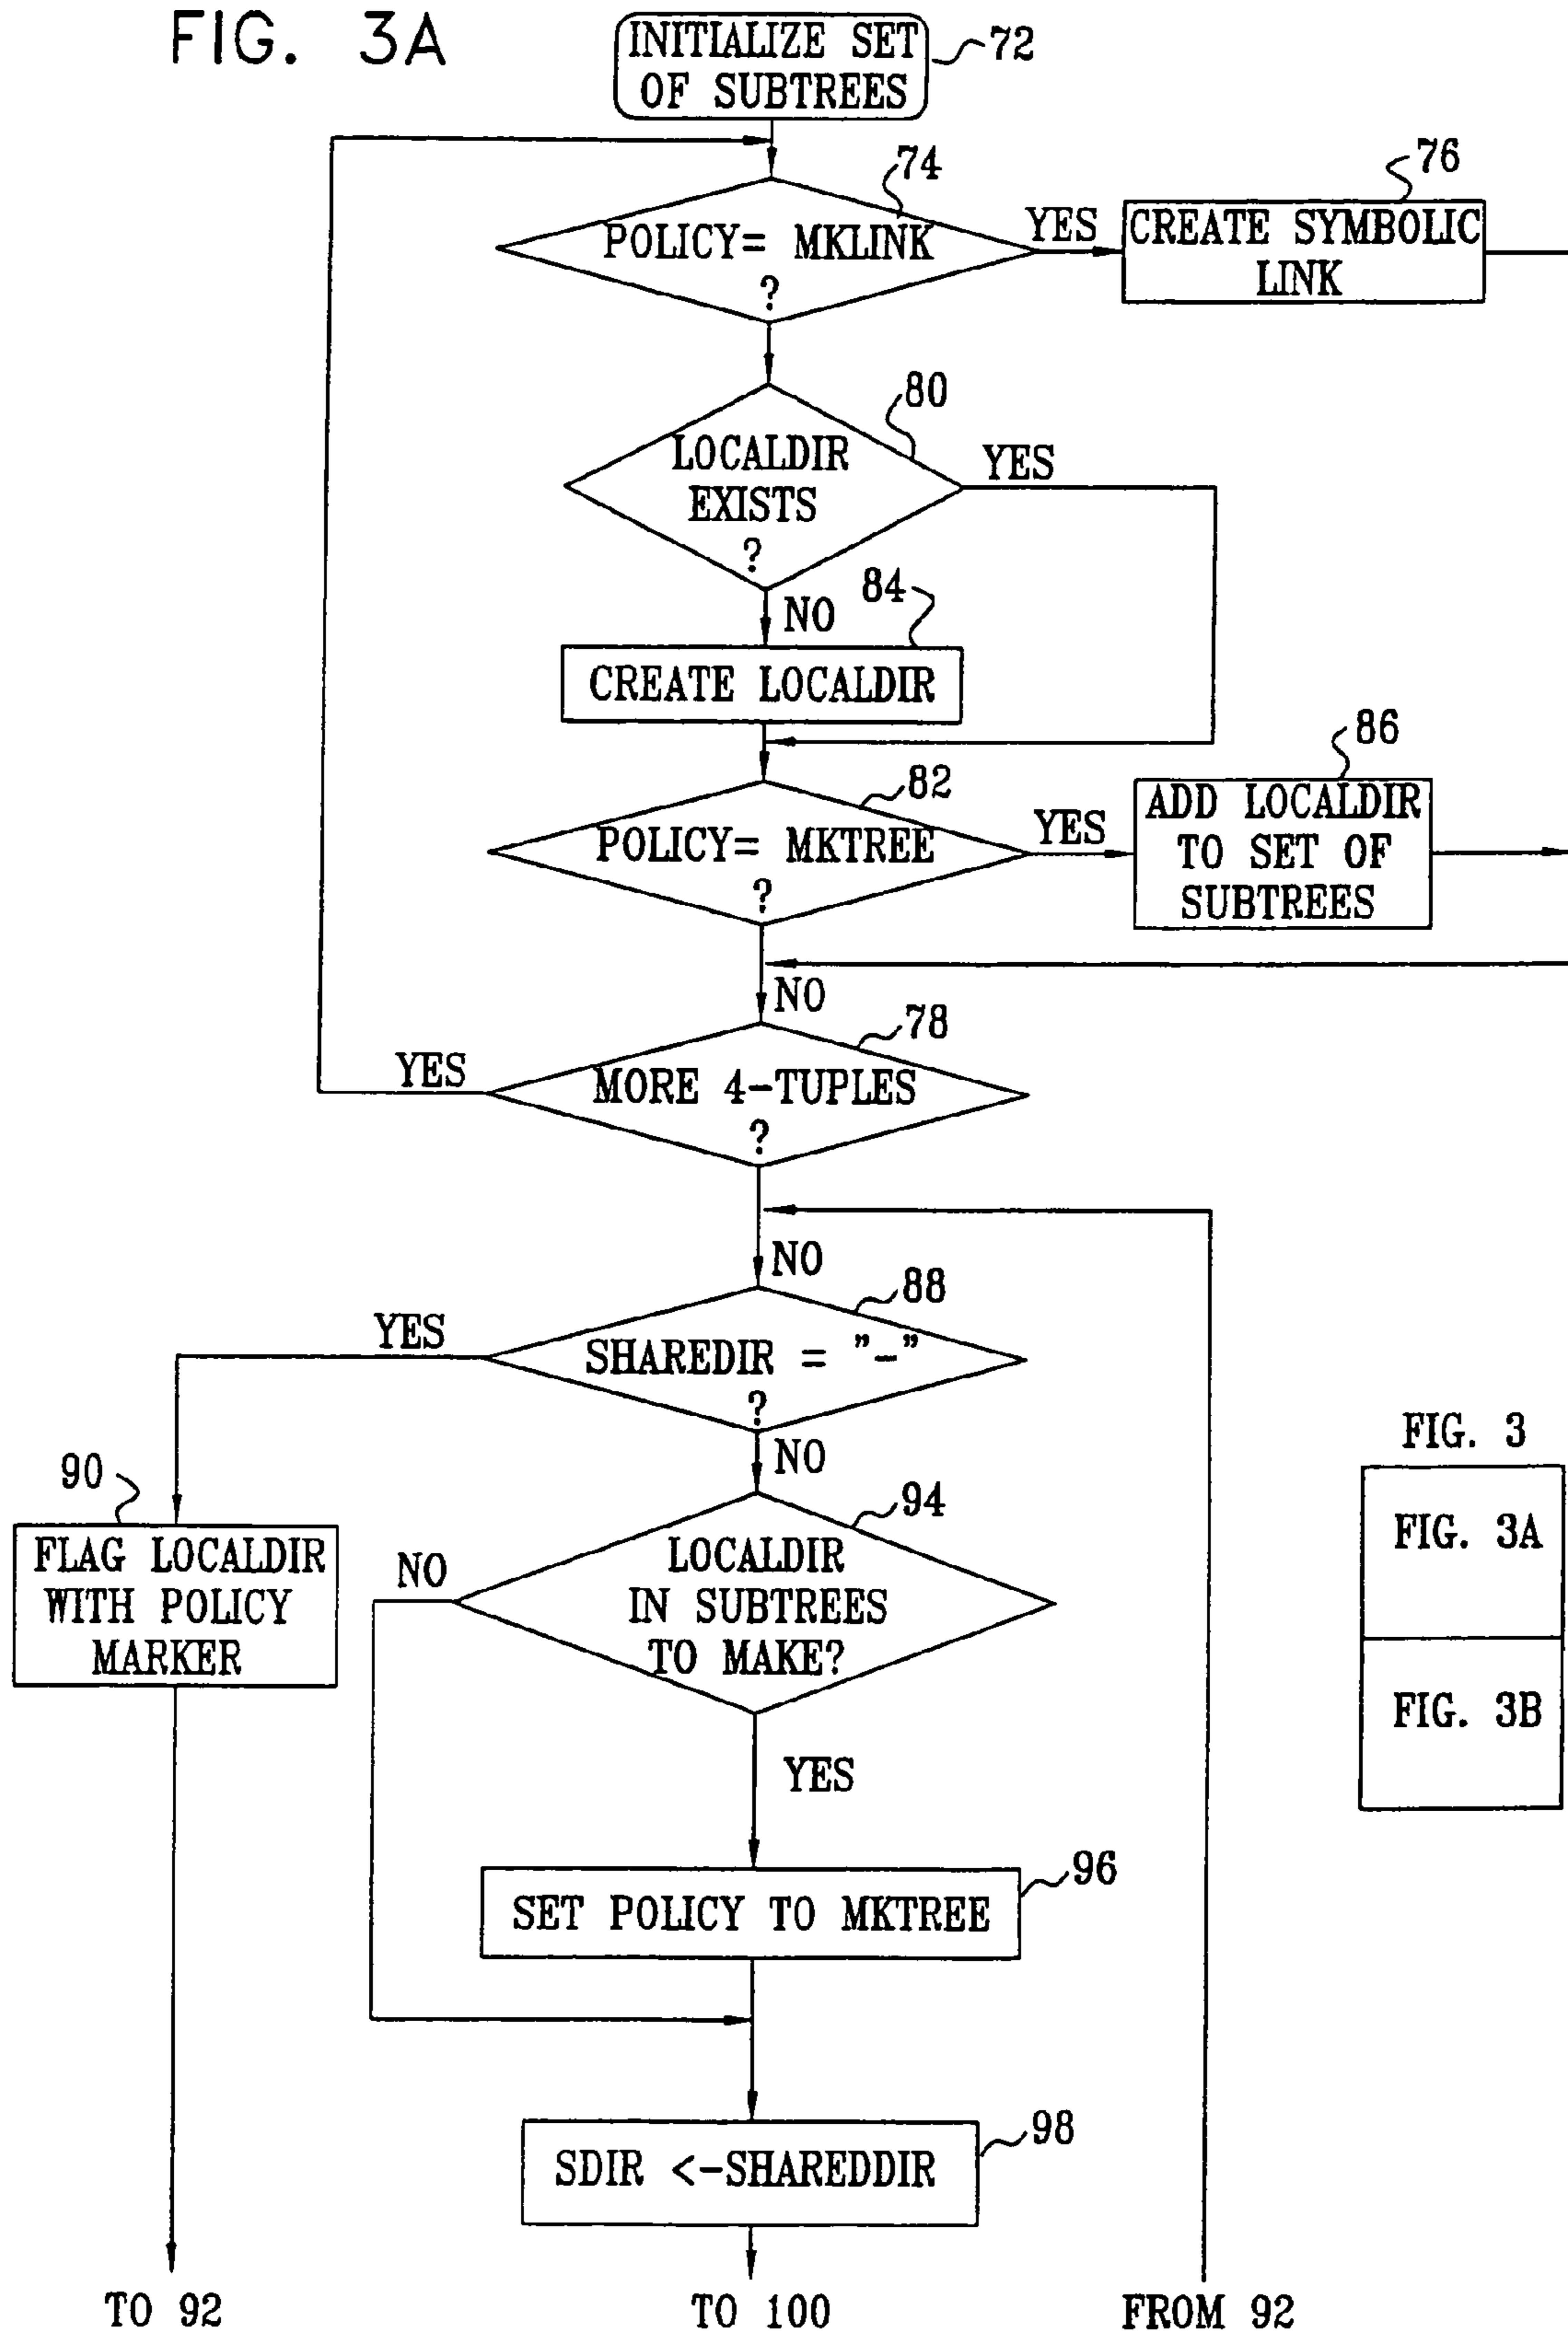 FIG. 3A
INITIALIZE SET
OF SUBTREES
72
74
POLICY= MKLINK
?
YES
76
CREATE SYMBOLIC
LINK
80
LOCALDIR
EXISTS
?
YES
NO
84
CREATE LOCALDIR
82
POLICY= MKTREE
?
YES
86
ADD LOCALDIR
TO SET OF
SUBTREES
NO
78
MORE 4-TUPLES
?
YES
NO
88
SHAREDIR = "-"
?
YES
NO
90
FLAG LOCALDIR
WITH POLICY
MARKER
94
LOCALDIR
IN SUBTREES
TO MAKE?
NO
YES
96
SET POLICY TO MKTREE
98
SDIR <-SHAREDDIR
TO 92
TO 100
FROM 92
FIG. 3
FIG. 3A
FIG. 3B